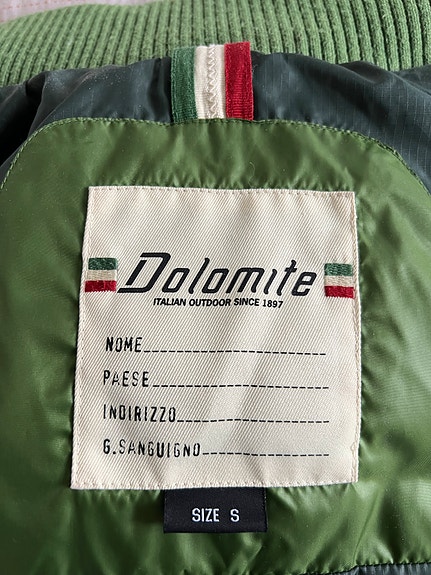 Dolomite
ITALIAN OUTDOOR SINCE 1897
NOME
PAESE
INDIRIZZO
G.SANGUIGNO
SIZE S